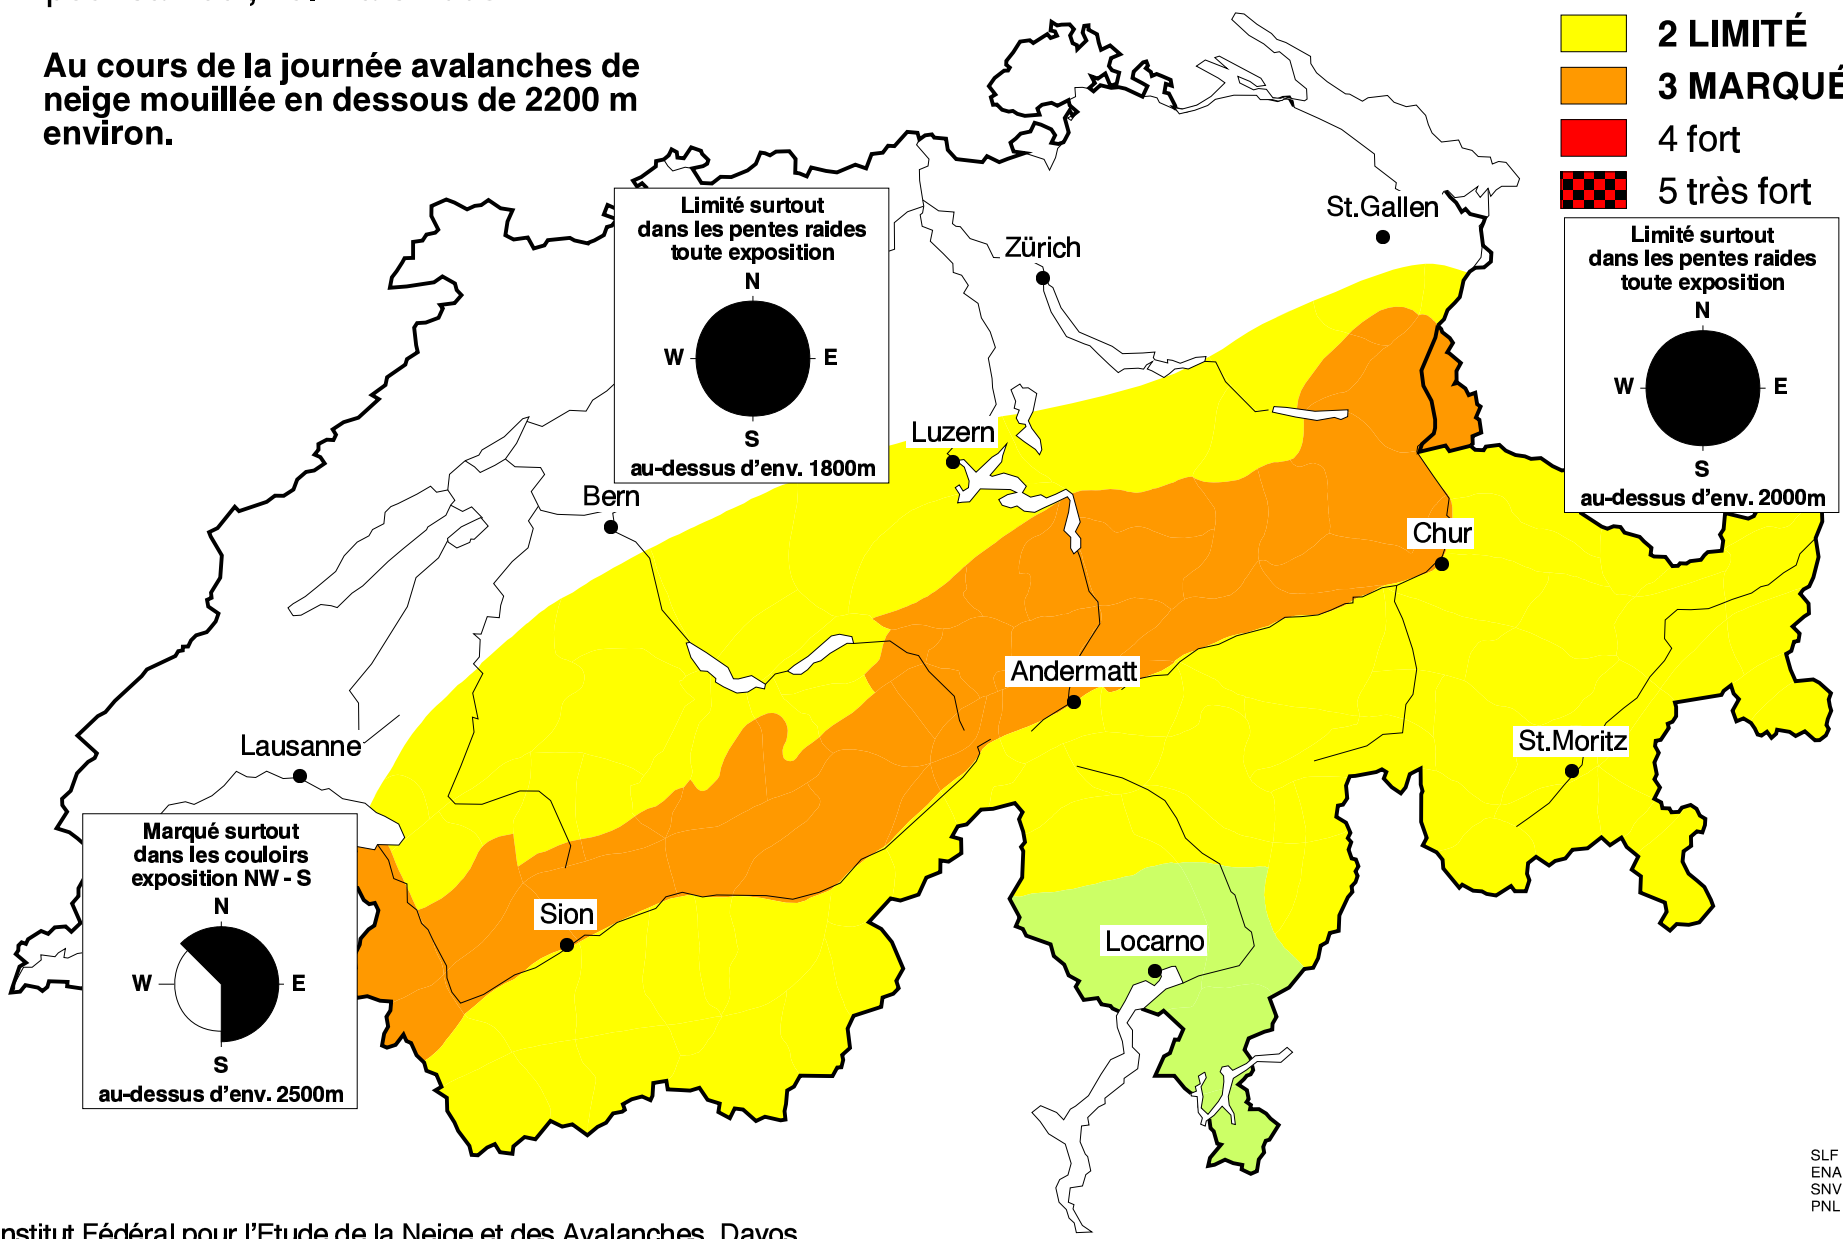 Au cours de la journée avalanches de
neige mouillée en dessous de 2200 m
environ.
2 LIMITÉ
3 MARQUÉ
4 fort
5 très fort
Limité surtout
dans les pentes raides
toute exposition
N
W E
S
au-dessus d'env. 1800m
St.Gallen
Zürich
Limité surtout
dans les pentes raides
toute exposition
N
W E
S
au-dessus d'env. 2000m
Luzern
Bern
Chur
Andermatt
Lausanne
St.Moritz
Marqué surtout
dans les couloirs
exposition NW - S
N
W E
S
au-dessus d'env. 2500m
Sion
Locarno
SLF
ENA
SNV
PNL
nstitut Fédéral pour l'Etude de la Neige et des Avalanches, Davos